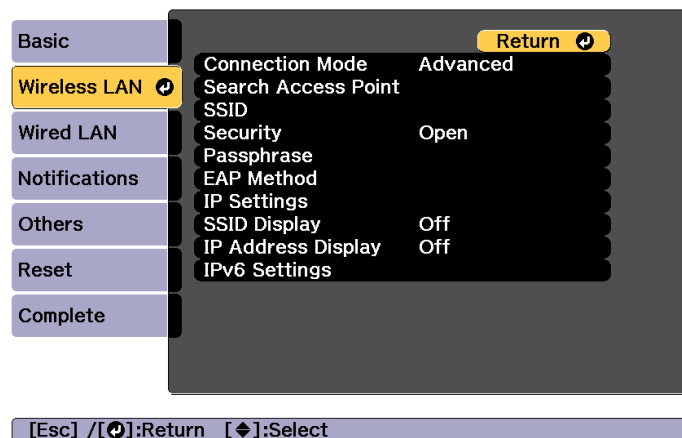 Basic
Wireless LAN
Wired LAN
Notifications
Others
Reset
Complete
Return
Connection Mode Advanced
Search Access Point
SSID
Security Open
Passphrase
EAP Method
IP Settings
SSID Display Off
IP Address Display Off
IPv6 Settings
[Esc] /[⏎]:Return [◆]:Select